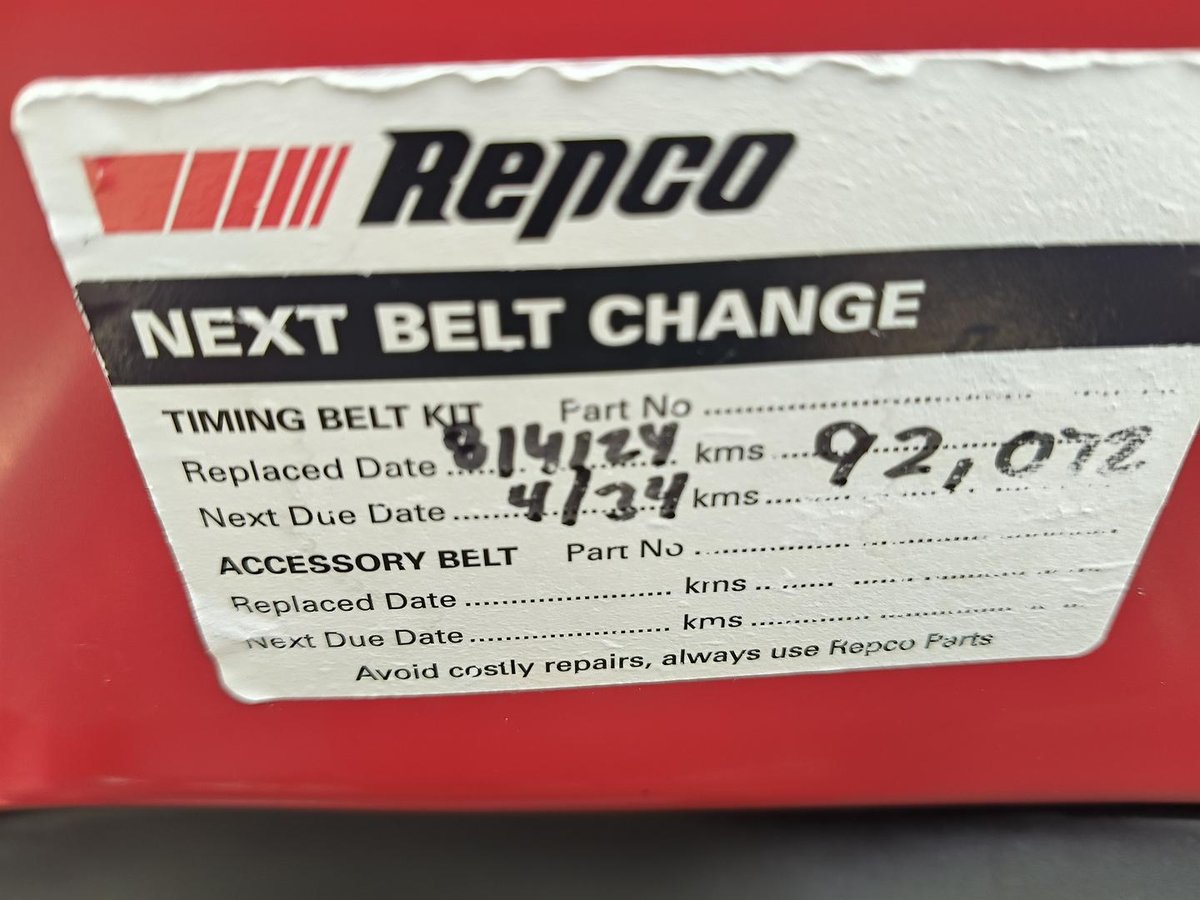 Repco
NEXT BELT CHANGE
TIMING BELT KIT Part No
Replaced Date 8/4/24 kms 92,072
Next Due Date 4/34 kms
ACCESSORY BELT Part No
Replaced Date kms
Next Due Date kms
Avoid costly repairs, always use Repco Parts